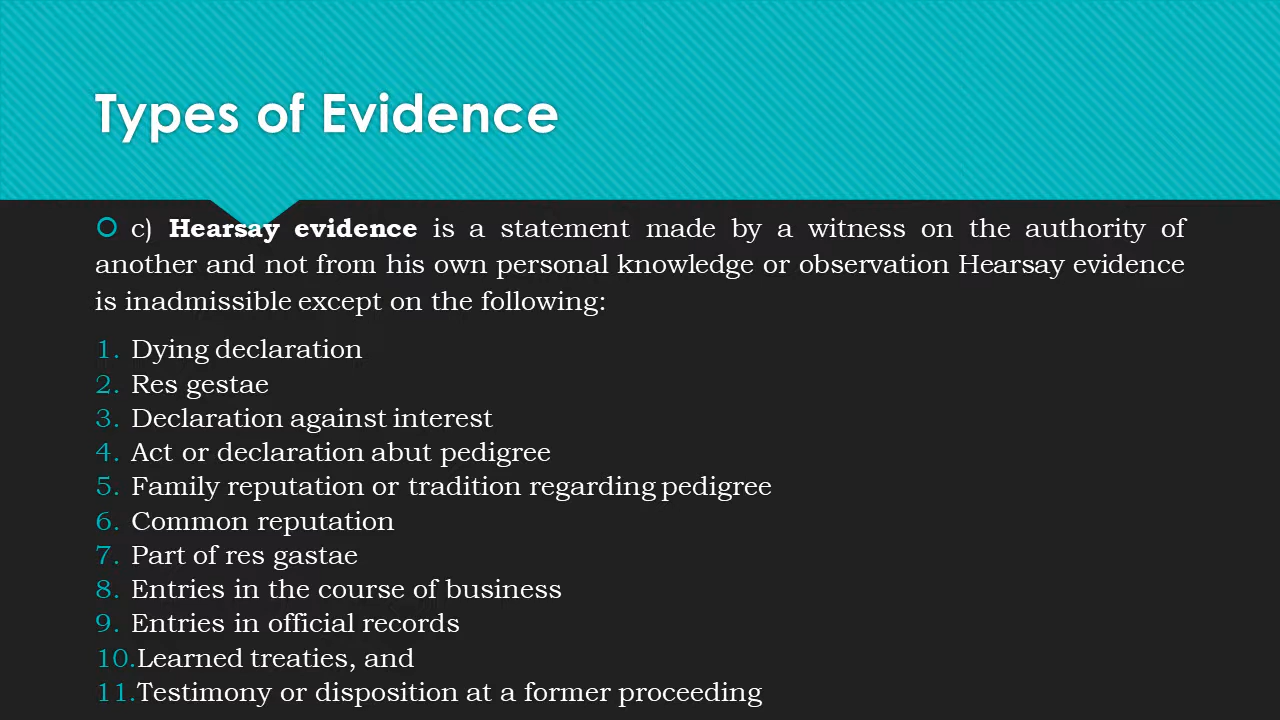 Types of Evidence
c) Hearsay evidence is a statement made by a witness on the authority of
another and not from his own personal knowledge or observation Hearsay evidence
is inadmissible except on the following:
1. Dying declaration
2. Res gestae
3. Declaration against interest
4. Act or declaration abut pedigree
5. Family reputation or tradition regarding pedigree
6. Common reputation
7. Part of res gastae
8. Entries in the course of business
9. Entries in official records
10.Learned treaties, and
11.Testimony or disposition at a former proceeding